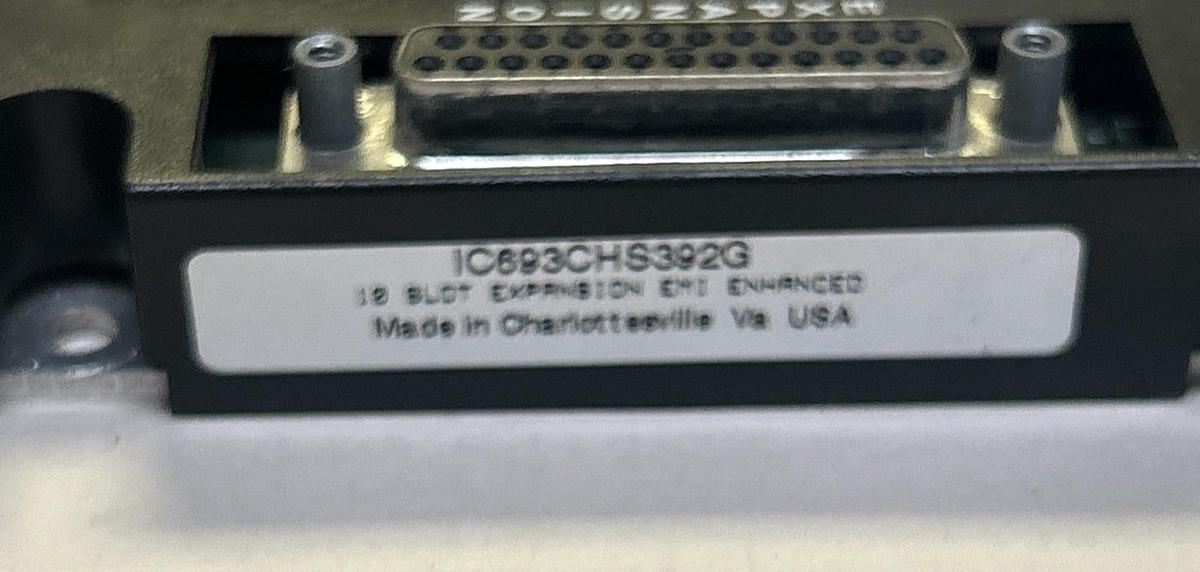 EXPANSION
IC693CHS392G
10 SLOT EXPANSION EMI ENHANCED
Made in Charlottesville Va USA